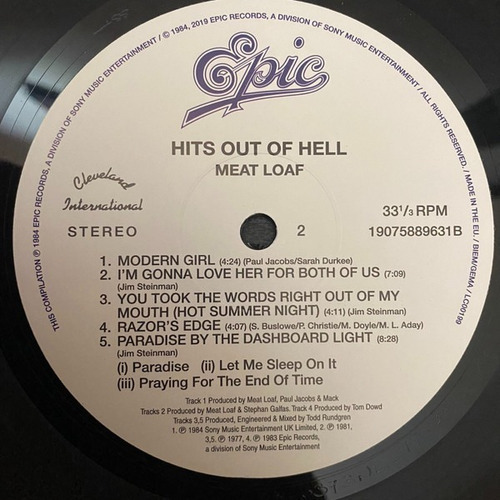 THIS COMPILATION ℗ 1984 EPIC RECORDS, A DIVISION OF SONY MUSIC ENTERTAINMENT / © 1984, 2019 EPIC RECORDS, A DIVISION OF SONY MUSIC ENTERTAINMENT / ALL RIGHTS RESERVED. / MADE IN THE EU / BIEM/GEMA / LC00199
Epic
HITS OUT OF HELL
MEAT LOAF
Cleveland
International
STEREO
2
33 1/3 RPM
19075889631B
1. MODERN GIRL (4:24) (Paul Jacobs/Sarah Durkee)
2. I'M GONNA LOVE HER FOR BOTH OF US (7:09)
(Jim Steinman)
3. YOU TOOK THE WORDS RIGHT OUT OF MY
MOUTH (HOT SUMMER NIGHT) (4:11) (Jim Steinman)
4. RAZOR'S EDGE (4:07) (S. Buslowe/P. Christie/M. Doyle/M. L. Aday)
5. PARADISE BY THE DASHBOARD LIGHT (8:28)
(Jim Steinman)
(i) Paradise (ii) Let Me Sleep On It
(iii) Praying For The End Of Time
Track 1 Produced by Meat Loaf, Paul Jacobs & Mack
Tracks 2 Produced by Meat Loaf & Stephan Galfas. Track 4 Produced by Tom Dowd
Tracks 3,5 Produced, Engineered & Mixed by Todd Rundgren
1. ℗ 1984 Sony Music Entertainment UK Limited, 2. ℗ 1981,
3,5. ℗ 1977, 4. ℗ 1983 Epic Records,
a division of Sony Music Entertainment